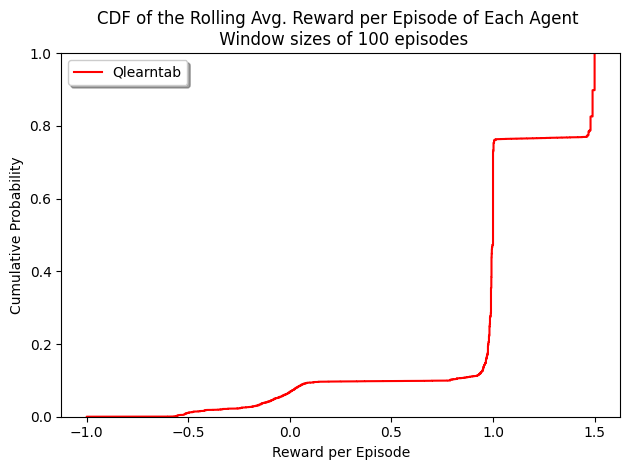 CDF of the Rolling Avg. Reward per Episode of Each Agent
Window sizes of 100 episodes
Qlearntab
1.0
0.8
0.6
0.4
0.2
0.0
Cumulative Probability
−1.0 −0.5 0.0 0.5 1.0 1.5
Reward per Episode